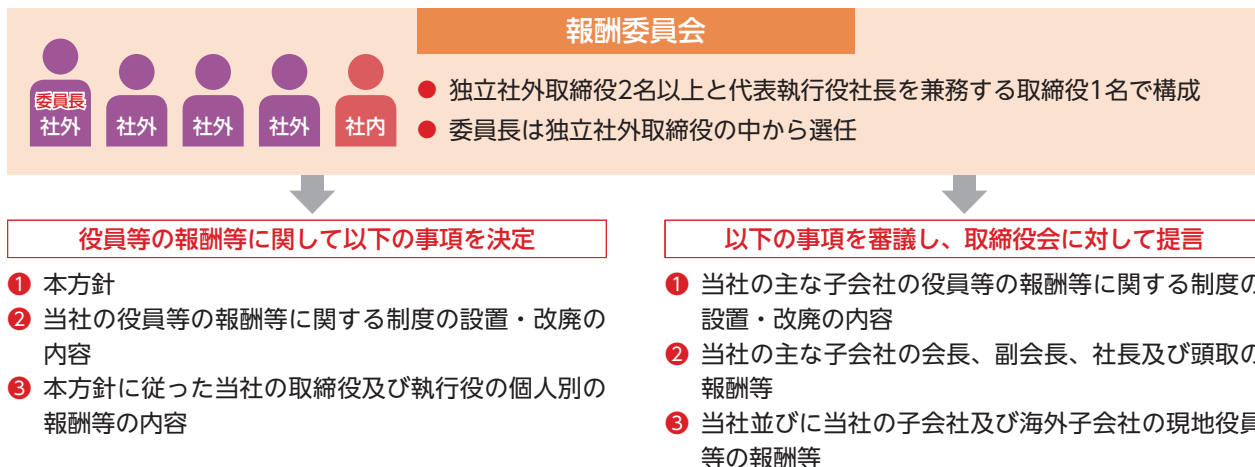 報酬委員会
委員長
社外
社外
社外
社外
社内
● 独立社外取締役2名以上と代表執行役社長を兼務する取締役1名で構成
● 委員長は独立社外取締役の中から選任
役員等の報酬等に関して以下の事項を決定
❶ 本方針
❷ 当社の役員等の報酬等に関する制度の設置・改廃の
内容
❸ 本方針に従った当社の取締役及び執行役の個人別の
報酬等の内容
以下の事項を審議し、取締役会に対して提言
❶ 当社の主な子会社の役員等の報酬等に関する制度の
設置・改廃の内容
❷ 当社の主な子会社の会長、副会長、社長及び頭取の
報酬等
❸ 当社並びに当社の子会社及び海外子会社の現地役員
等の報酬等